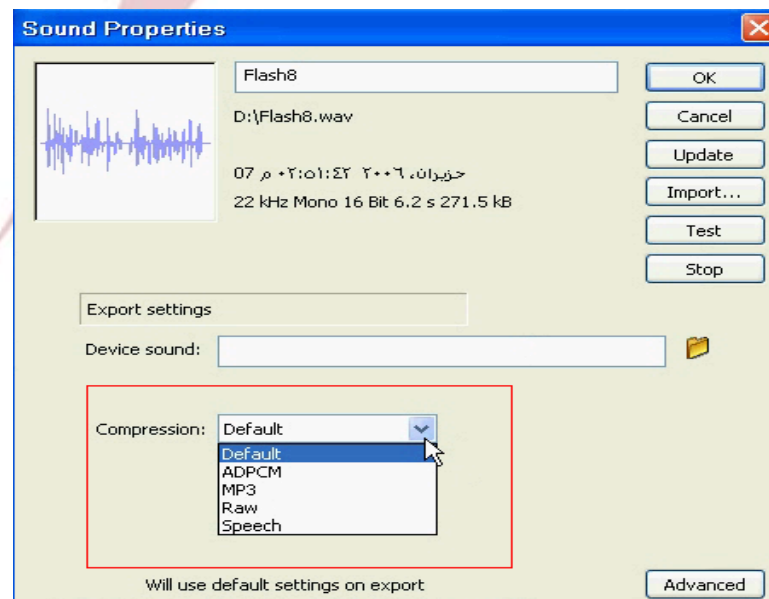 Sound Properties
Flash8
OK
D:\Flash8.wav
Cancel
Update
07 حزيران، ٢٠٠٦ ٠٢:٥١:٤٢ م
Import...
22 kHz Mono 16 Bit 6.2 s 271.5 kB
Test
Stop
Export settings
Device sound:
Compression: Default
Default
ADPCM
MP3
Raw
Speech
Will use default settings on export
Advanced